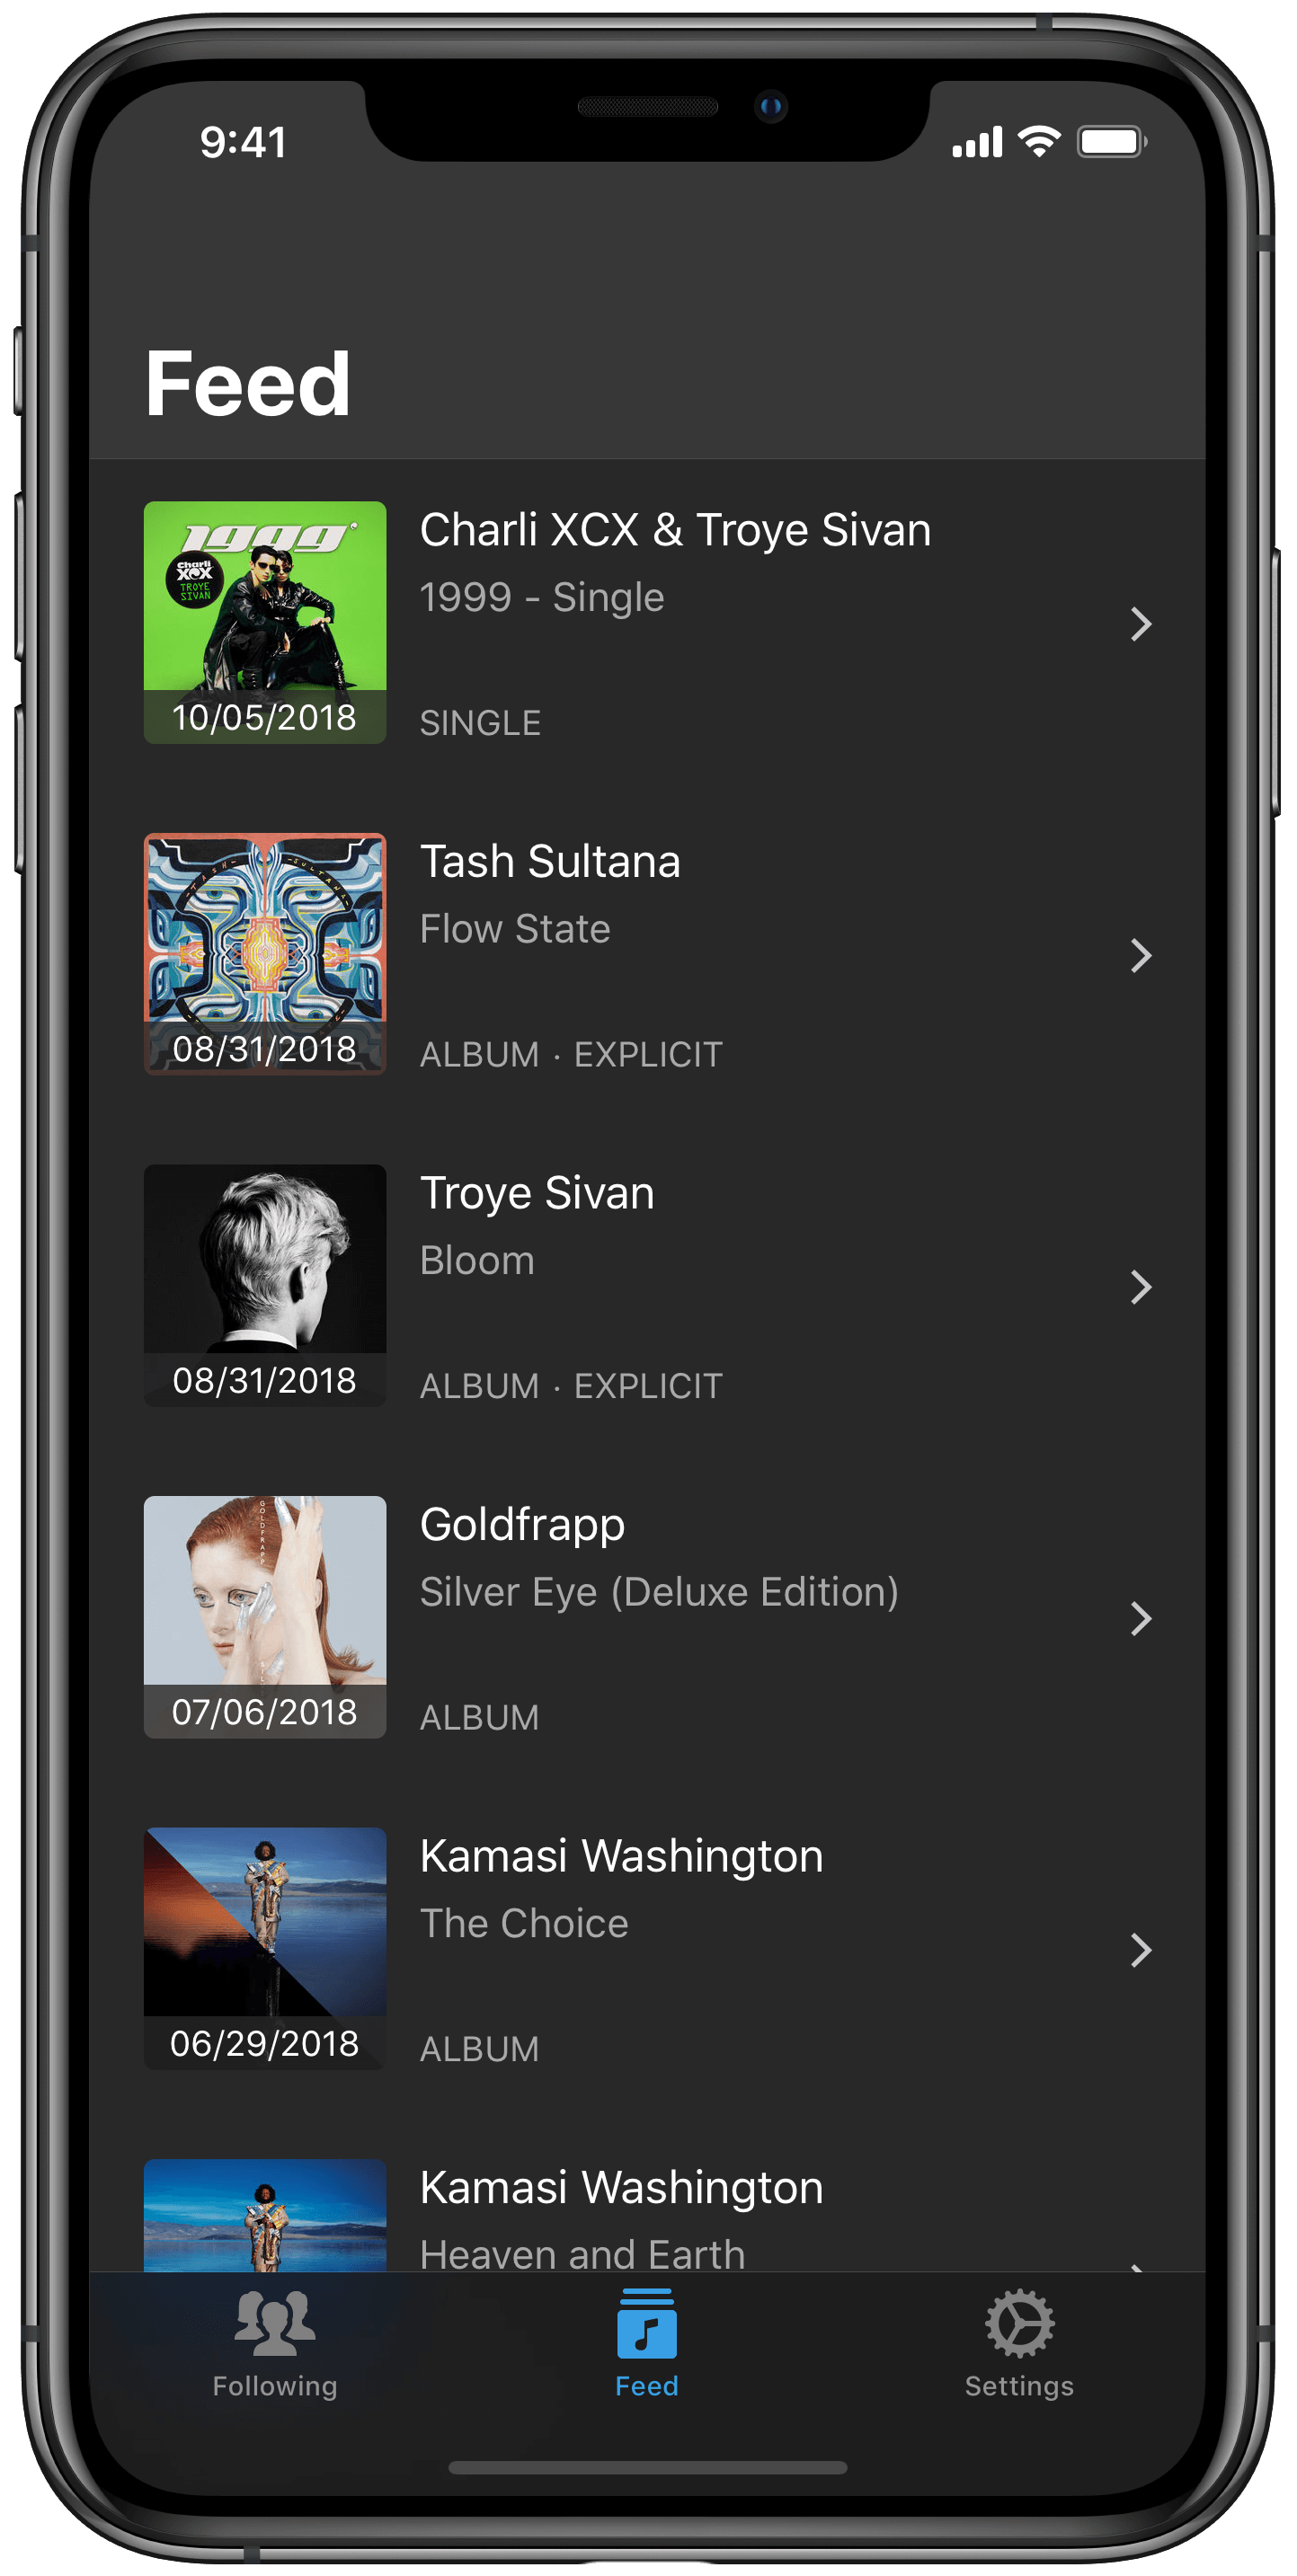 9:41
Feed
1999
Charli
XCX
TROYE
SIVAN
10/05/2018
Charli XCX & Troye Sivan
1999 - Single
SINGLE
TASH SULTANA
08/31/2018
Tash Sultana
Flow State
ALBUM · EXPLICIT
08/31/2018
Troye Sivan
Bloom
ALBUM · EXPLICIT
GOLDFRAPP
07/06/2018
Goldfrapp
Silver Eye (Deluxe Edition)
ALBUM
06/29/2018
Kamasi Washington
The Choice
ALBUM
Kamasi Washington
Heaven and Earth
Following
Feed
Settings